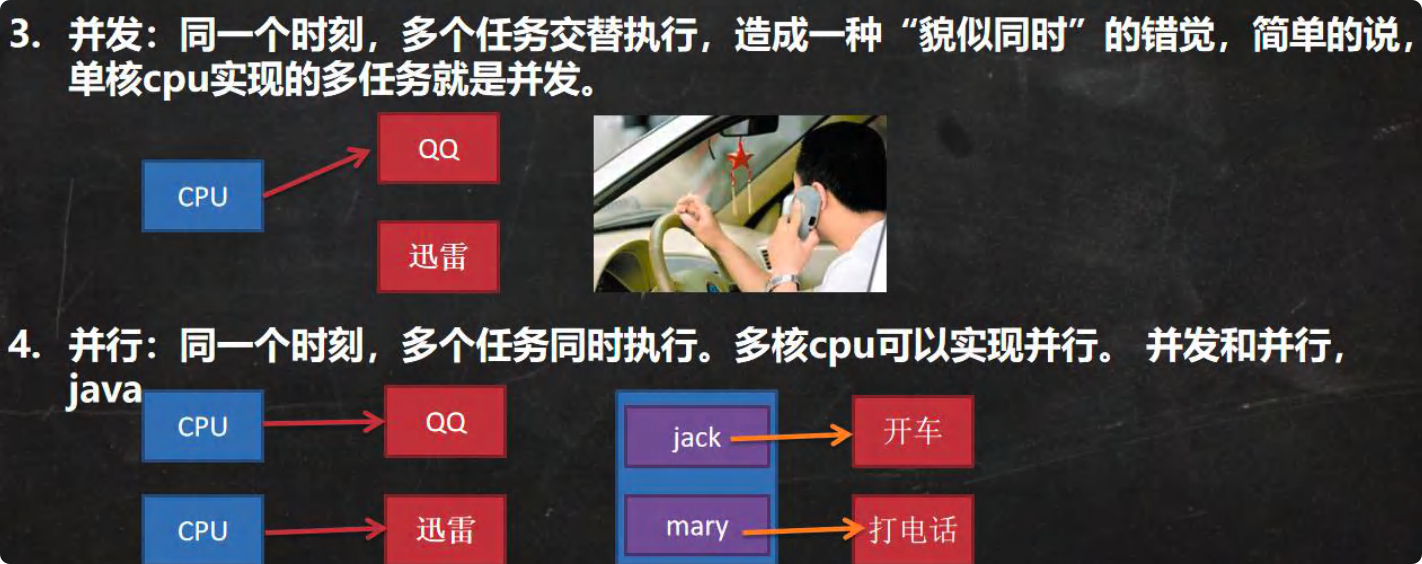 3. 并发：同一个时刻，多个任务交替执行，造成一种“貌似同时”的错觉，简单的说，
单核cpu实现的多任务就是并发。
QQ
CPU
迅雷
4. 并行：同一个时刻，多个任务同时执行。多核cpu可以实现并行。 并发和并行，
java
CPU
QQ
jack
开车
CPU
迅雷
mary
打电话